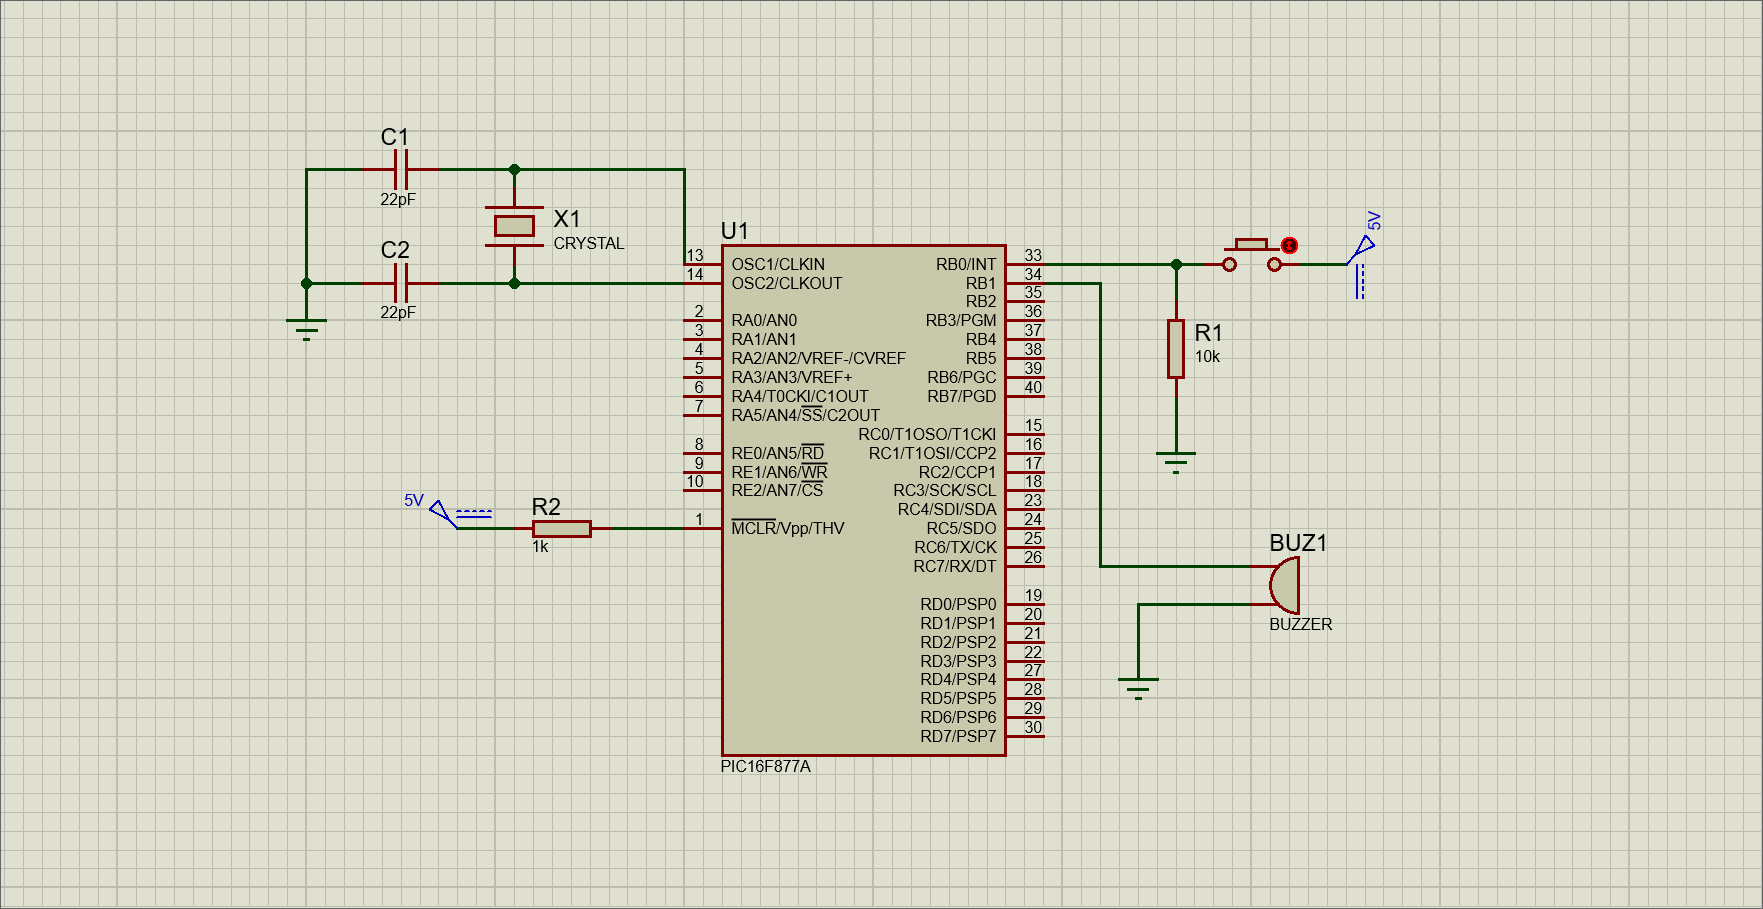 C1
22pF
C2
22pF
X1
CRYSTAL
U1
13
OSC1/CLKIN
14
OSC2/CLKOUT
2
RA0/AN0
3
RA1/AN1
4
RA2/AN2/VREF-/CVREF
5
RA3/AN3/VREF+
6
RA4/T0CKI/C1OUT
7
RA5/AN4/SS/C2OUT
8
RE0/AN5/RD
9
RE1/AN6/WR
10
RE2/AN7/CS
1
MCLR/Vpp/THV
RB0/INT
33
RB1
34
RB2
35
RB3/PGM
36
RB4
37
RB5
38
RB6/PGC
39
RB7/PGD
40
RC0/T1OSO/T1CKI
15
RC1/T1OSI/CCP2
16
RC2/CCP1
17
RC3/SCK/SCL
18
RC4/SDI/SDA
23
RC5/SDO
24
RC6/TX/CK
25
RC7/RX/DT
26
RD0/PSP0
19
RD1/PSP1
20
RD2/PSP2
21
RD3/PSP3
22
RD4/PSP4
27
RD5/PSP5
28
RD6/PSP6
29
RD7/PSP7
30
PIC16F877A
5V
R2
1k
5V
R1
10k
BUZ1
BUZZER